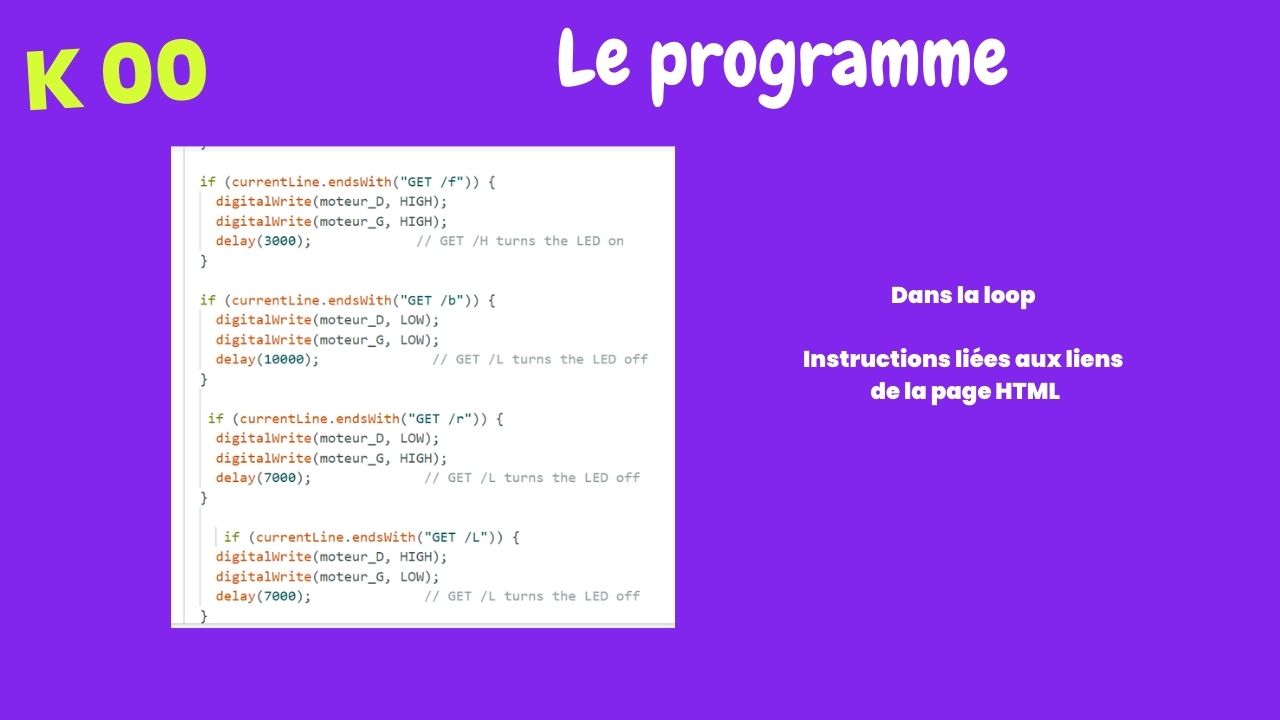 K 00
Le programme
}
if (currentLine.endsWith("GET /f")) {
digitalWrite(moteur_D, HIGH);
digitalWrite(moteur_G, HIGH);
delay(3000); // GET /H turns the LED on
}
if (currentLine.endsWith("GET /b")) {
digitalWrite(moteur_D, LOW);
digitalWrite(moteur_G, LOW);
delay(10000); // GET /L turns the LED off
}
if (currentLine.endsWith("GET /r")) {
digitalWrite(moteur_D, LOW);
digitalWrite(moteur_G, HIGH);
delay(7000); // GET /L turns the LED off
}
if (currentLine.endsWith("GET /L")) {
digitalWrite(moteur_D, HIGH);
digitalWrite(moteur_G, LOW);
delay(7000); // GET /L turns the LED off
}
Dans la loop
Instructions liées aux liens
de la page HTML